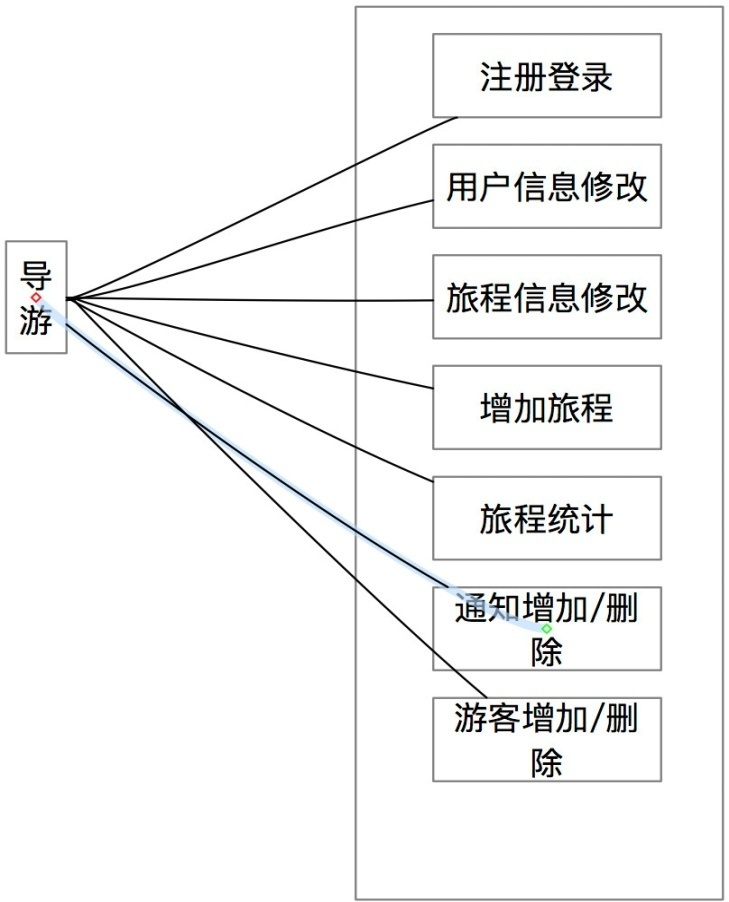 注册登录
用户信息修改
导
游
旅程信息修改
增加旅程
旅程统计
通知增加/删
除
游客增加/删
除